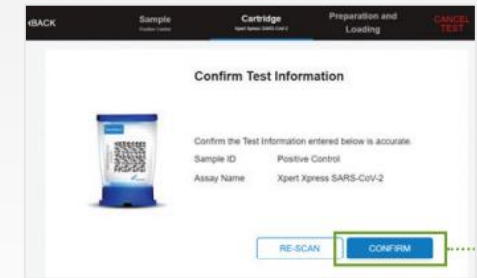 ‹BACK
Sample
Positive Control
Cartridge
Xpert Xpress SARS-CoV-2
Preparation and
Loading
CANCEL
TEST
Confirm Test Information
Confirm the Test Information entered below is accurate.
Sample ID Positive Control
Assay Name Xpert Xpress SARS-CoV-2
RE-SCAN
CONFIRM